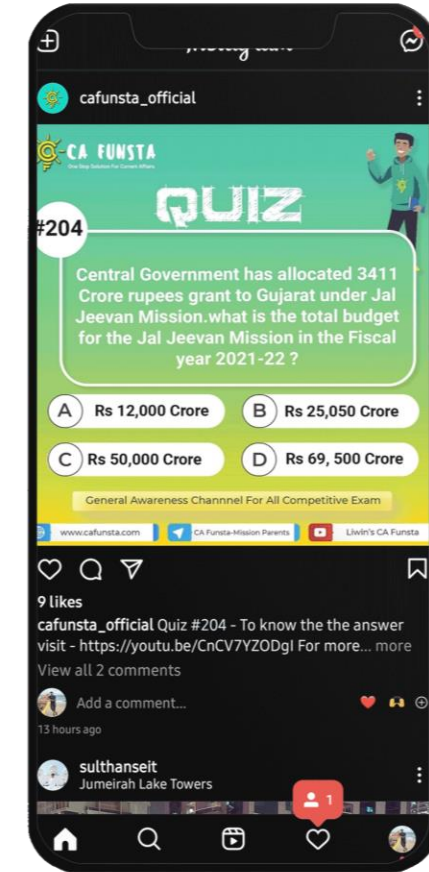 cafunsta_official
CA FUNSTA
One Stop Solution For Current Affairs
QUIZ
#204
Central Government has allocated 3411
Crore rupees grant to Gujarat under Jal
Jeevan Mission.what is the total budget
for the Jal Jeevan Mission in the Fiscal
year 2021-22 ?
A Rs 12,000 Crore
B Rs 25,050 Crore
C Rs 50,000 Crore
D Rs 69, 500 Crore
General Awareness Channnel For All Competitive Exam
www.cafunsta.com
CA Funsta-Mission Parents
Liwin's CA Funsta
9 likes
cafunsta_official Quiz #204 - To know the the answer
visit - https://youtu.be/CnCV7YZODgI For more... more
View all 2 comments
Add a comment...
13 hours ago
sulthanseit
Jumeirah Lake Towers
1